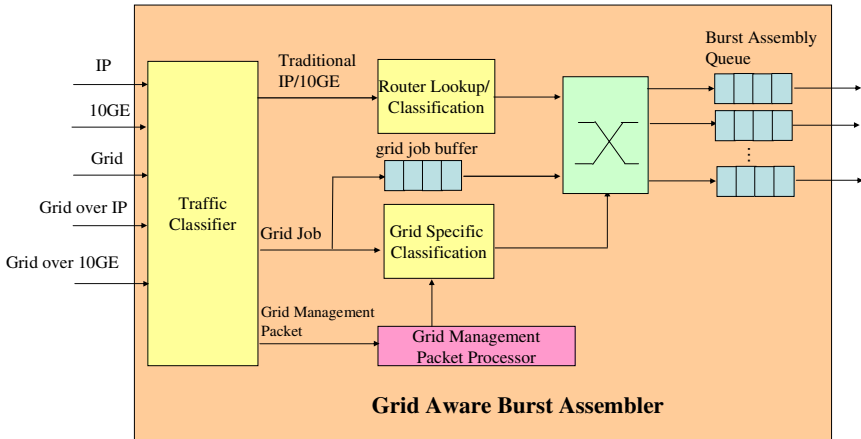 IP
10GE
Grid
Grid over IP
Grid over 10GE
Traffic
Classifier
Traditional
IP/10GE
Router Lookup/
Classification
grid job buffer
Grid Job
Grid Specific
Classification
Grid Management
Packet
Grid Management
Packet Processor
Burst Assembly
Queue
Grid Aware Burst Assembler